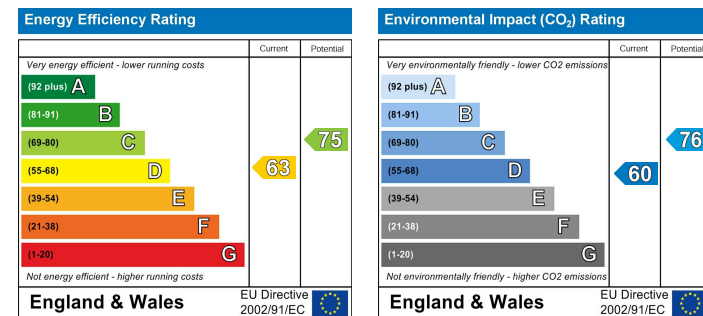 Energy Efficiency Rating
Current Potential
Very energy efficient - lower running costs
(92 plus) A
(81-91) B
(69-80) C
75
(55-68) D
63
(39-54) E
(21-38) F
(1-20) G
Not energy efficient - higher running costs
England & Wales
EU Directive
2002/91/EC
Environmental Impact (CO₂) Rating
Current Potential
Very environmentally friendly - lower CO2 emissions
(92 plus) A
(81-91) B
(69-80) C
76
(55-68) D
60
(39-54) E
(21-38) F
(1-20) G
Not environmentally friendly - higher CO2 emissions
England & Wales
EU Directive
2002/91/EC